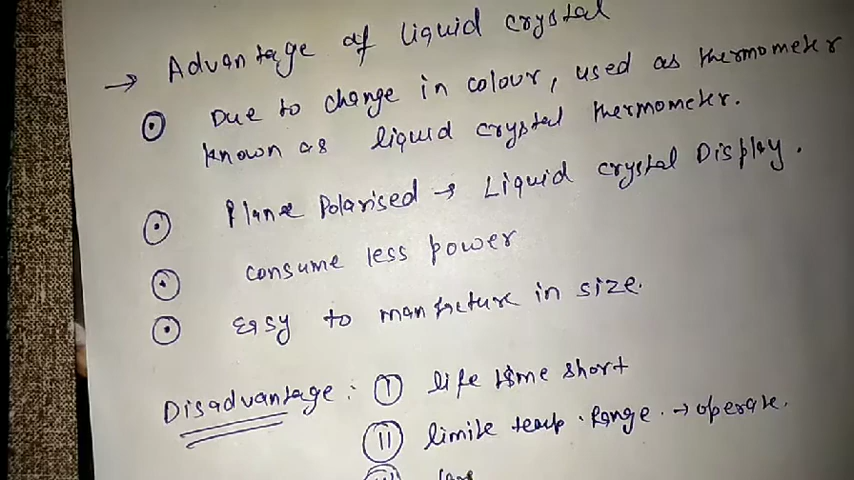 → Advantage of liquid crystal
⊙ Due to change in colour, used as thermometer
known as liquid crystal thermometer.
⊙ Plane Polarised → Liquid crystal Display.
⊙ consume less power
⊙ easy to manfacture in size.
Disadvantage : (I) life time short
(II) limite temp. Range. → operate.